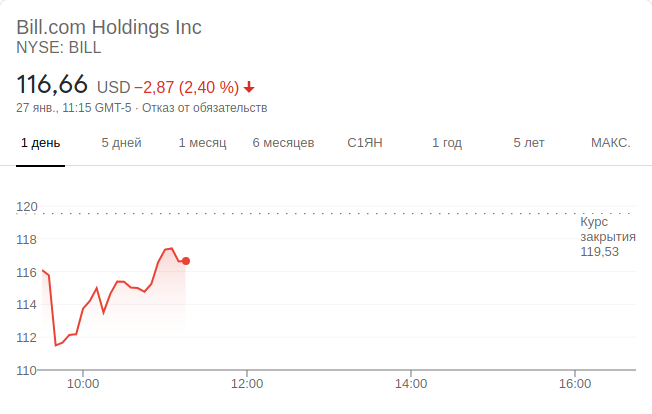 Bill.com Holdings Inc
NYSE: BILL
116,66 USD −2,87 (2,40 %)
27 янв., 11:15 GMT-5 · Отказ от обязательств
1 день 5 дней 1 месяц 6 месяцев С1ЯН 1 год 5 лет МАКС.
120
Курс
закрытия
119,53
118
116
114
112
110
10:00 12:00 14:00 16:00